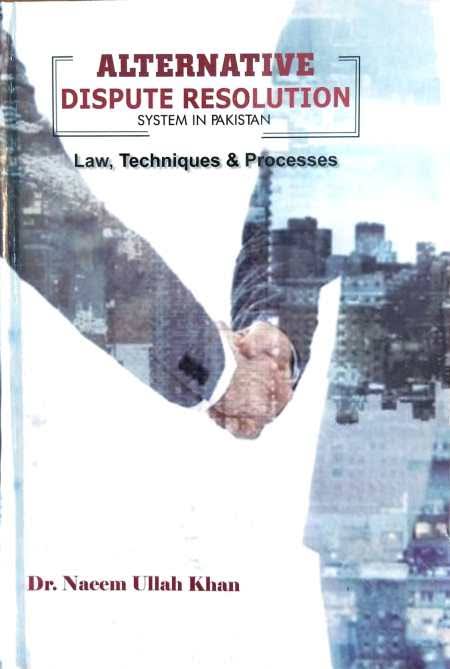 ALTERNATIVE
DISPUTE RESOLUTION
SYSTEM IN PAKISTAN
Law, Techniques & Processes
Dr. Naeem Ullah Khan